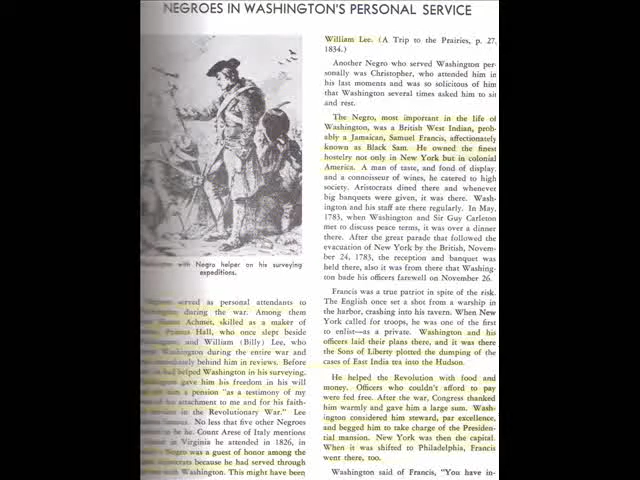 NEGROES IN WASHINGTON'S PERSONAL SERVICE
with Negro helper on his surveying
expeditions.
served as personal attendants to
during the war. Among them
Achmet, skilled as a maker of
Hall, who once slept beside
and William (Billy) Lee, who
Washington during the entire war and
immediately behind him in reviews. Before
had helped Washington in his surveying.
gave him his freedom in his will
a pension "as a testimony of my
of his attachment to me and for his faith-
in the Revolutionary War." Lee
No less that five other Negroes
to be he. Count Arese of Italy mentions
in Virginia he attended in 1826, in
a Negro was a guest of honor among the
because he had served through
with Washington. This might have been
William Lee. (A Trip to the Prairies, p. 27,
1834.)
Another Negro who served Washington per-
sonally was Christopher, who attended him in
his last moments and was so solicitous of him
that Washington several times asked him to sit
and rest.
The Negro, most important in the life of
Washington, was a British West Indian, prob-
ably a Jamaican, Samuel Francis, affectionately
known as Black Sam. He owned the finest
hostelry not only in New York but in colonial
America. A man of taste, and fond of display,
and a connoisseur of wines, he catered to high
society. Aristocrats dined there and whenever
big banquets were given, it was there. Wash-
ington and his staff ate there regularly. In May,
1783, when Washington and Sir Guy Carleton
met to discuss peace terms, it was over a dinner
there. After the great parade that followed the
evacuation of New York by the British, Novem-
ber 24, 1783, the reception and banquet was
held there, also it was from there that Washing-
ton bade his officers farewell on November 26.
Francis was a true patriot in spite of the risk.
The English once set a shot from a warship in
the harbor, crashing into his tavern. When New
York called for troops, he was one of the first
to enlist—as a private. Washington and his
officers laid their plans there, and it was there
the Sons of Liberty plotted the dumping of the
cases of East India tea into the Hudson.
He helped the Revolution with food and
money. Officers who couldn't afford to pay
were fed free. After the war, Congress thanked
him warmly and gave him a large sum. Wash-
ington considered him steward, par excellence,
and begged him to take charge of the Presiden-
tial mansion. New York was then the capital.
When it was shifted to Philadelphia, Francis
went there, too.
Washington said of Francis, "You have in-